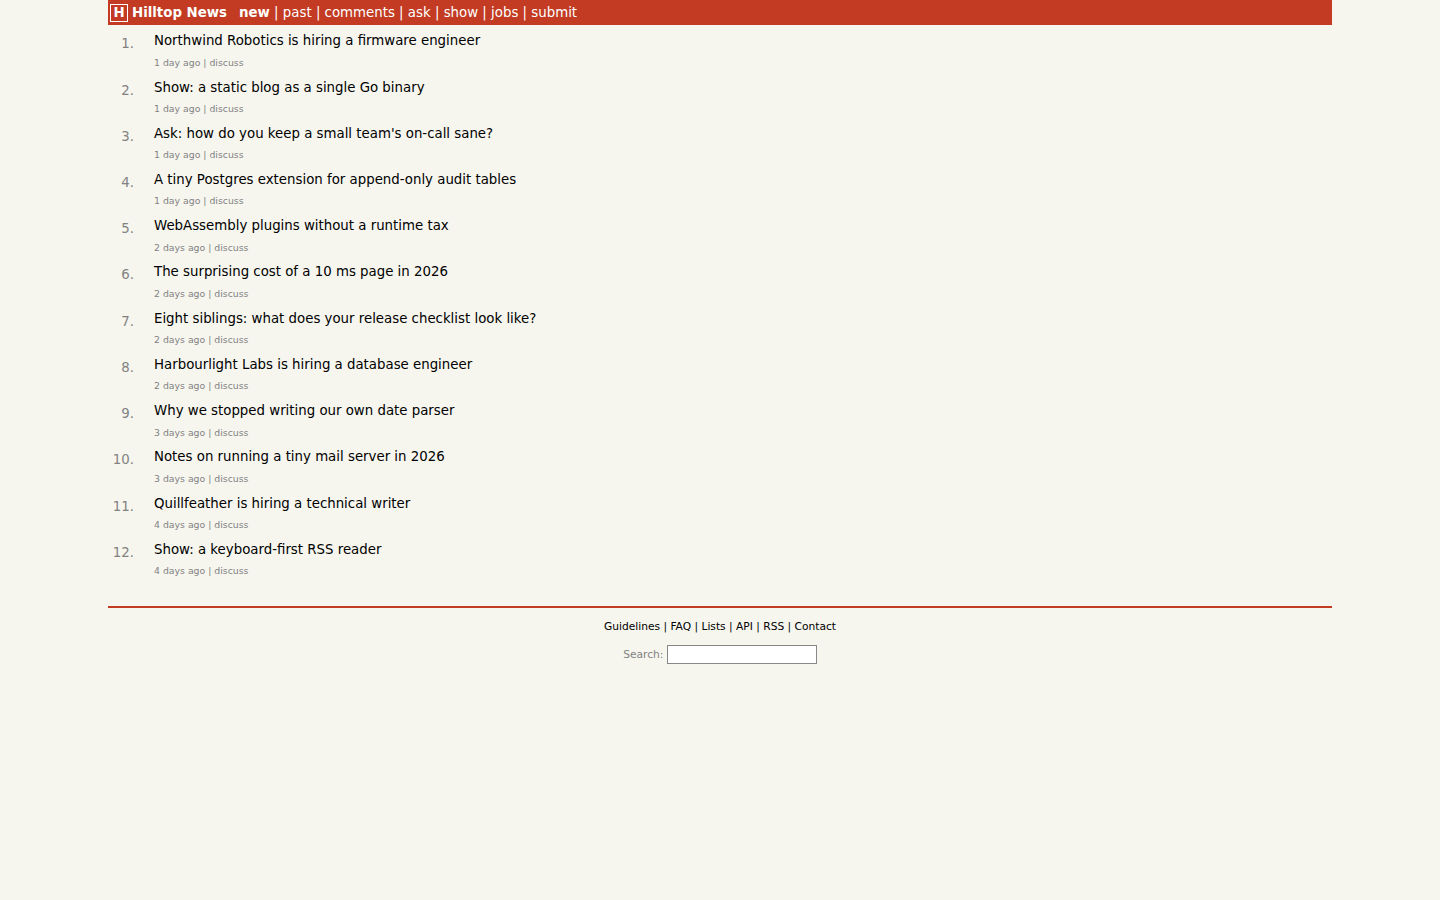 H Hilltop News new | past | comments | ask | show | jobs | submit
1. Northwind Robotics is hiring a firmware engineer
1 day ago | discuss
2. Show: a static blog as a single Go binary
1 day ago | discuss
3. Ask: how do you keep a small team's on-call sane?
1 day ago | discuss
4. A tiny Postgres extension for append-only audit tables
1 day ago | discuss
5. WebAssembly plugins without a runtime tax
2 days ago | discuss
6. The surprising cost of a 10 ms page in 2026
2 days ago | discuss
7. Eight siblings: what does your release checklist look like?
2 days ago | discuss
8. Harbourlight Labs is hiring a database engineer
2 days ago | discuss
9. Why we stopped writing our own date parser
3 days ago | discuss
10. Notes on running a tiny mail server in 2026
3 days ago | discuss
11. Quillfeather is hiring a technical writer
4 days ago | discuss
12. Show: a keyboard-first RSS reader
4 days ago | discuss
Guidelines | FAQ | Lists | API | RSS | Contact
Search: